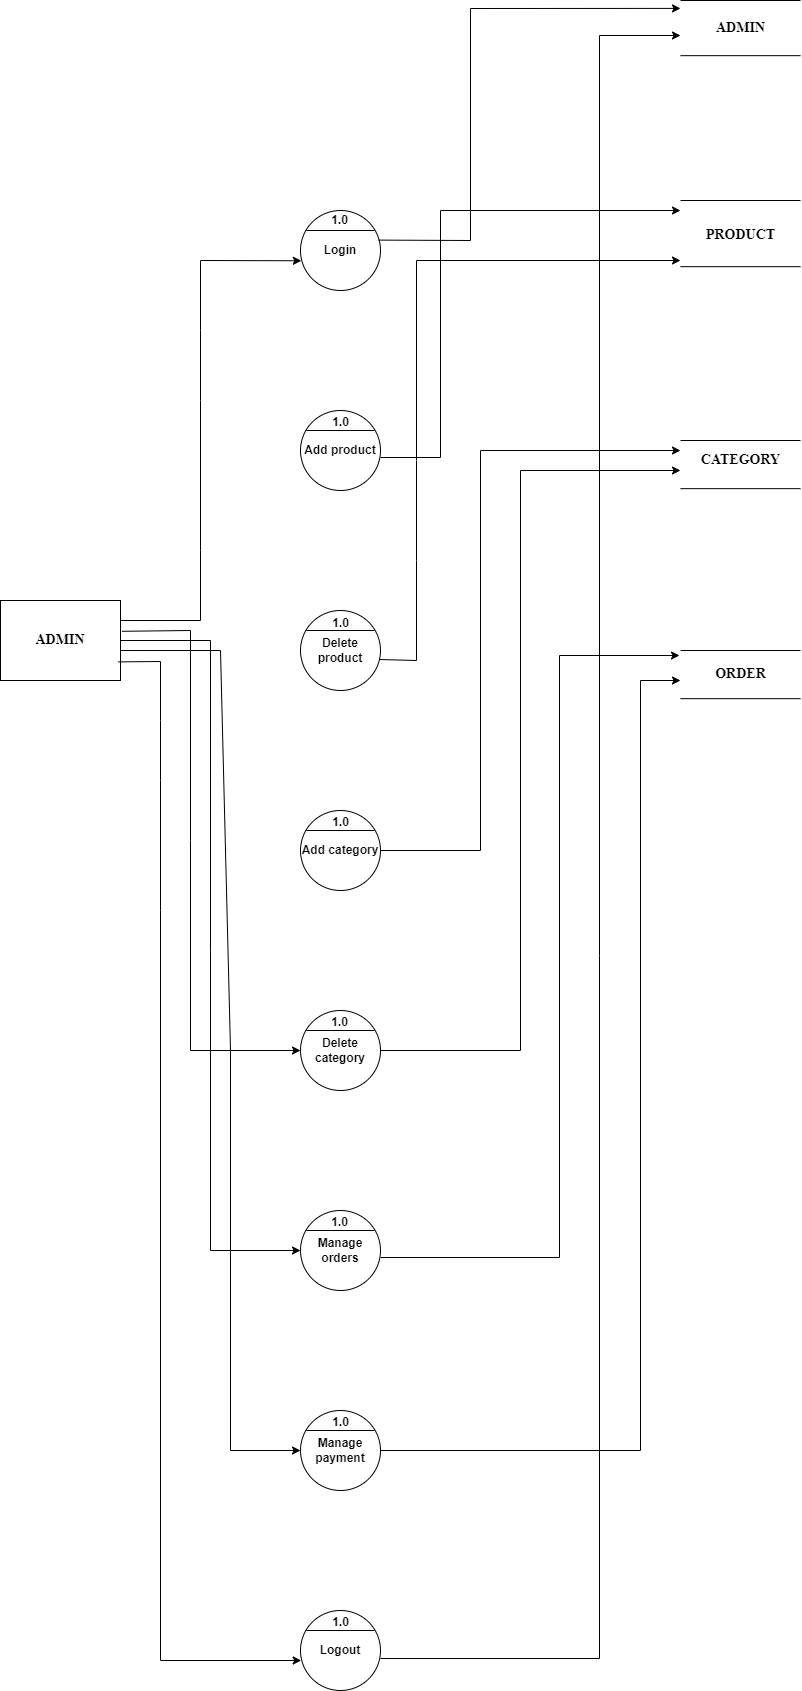 ADMIN
1.0
Login
PRODUCT
1.0
Add product
CATEGORY
ADMIN
1.0
Delete
product
ORDER
1.0
Add category
1.0
Delete
category
1.0
Manage
orders
1.0
Manage
payment
1.0
Logout